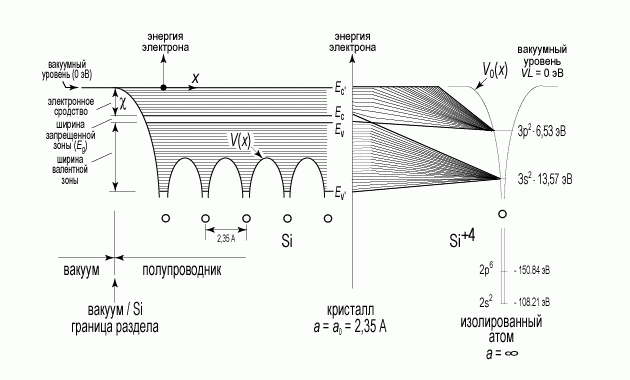 энергия
электрона
энергия
электрона
вакуумный
уровень (0 эВ)
x
Ec'
V₀(x)
вакуумный
уровень
VL = 0 эВ
электронное
сродство
χ
Ec
ширина
запрещенной
зоны (Eg)
Ev
3p² - 6,53 эВ
V(x)
ширина
валентной
зоны
3s² - 13,57 эВ
Ev'
2,35 А
Si
Si⁺⁴
вакуум
полупроводник
2p⁶
- 150.84 эВ
2s²
- 108.21 эВ
вакуум / Si
граница раздела
кристалл
a = a₀ = 2,35 А
изолированный
атом
a = ∞